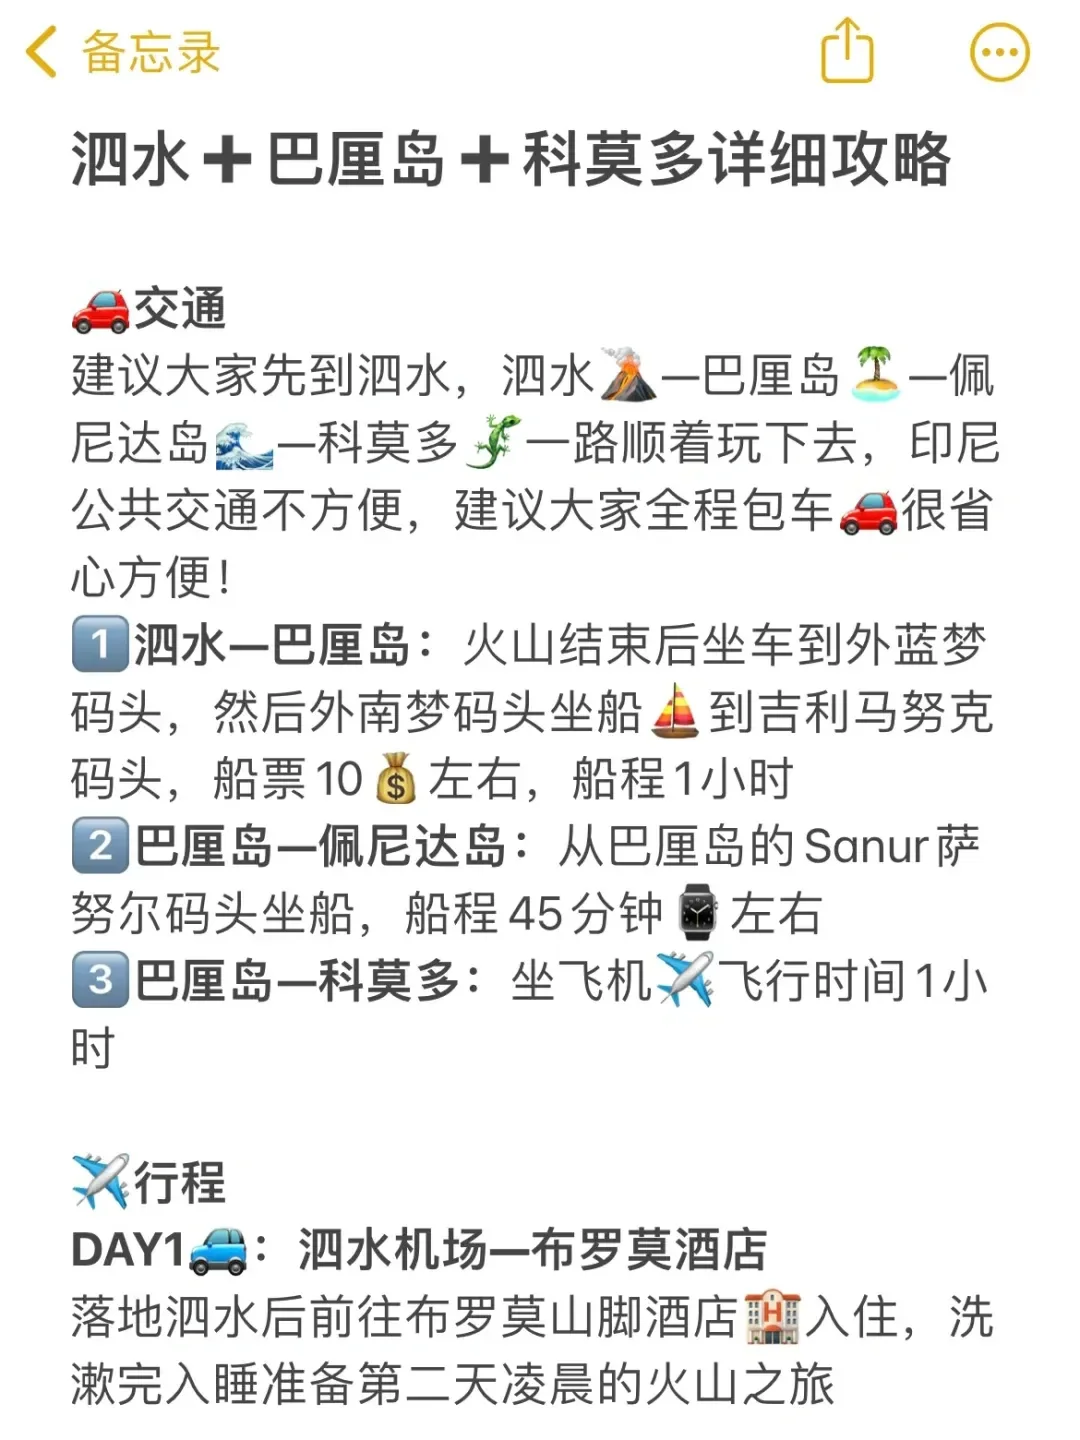 备忘录
泗水➕巴厘岛➕科莫多详细攻略
🚗交通
建议大家先到泗水，泗水🌋—巴厘岛🏝—佩
尼达岛🌊—科莫多🦎一路顺着玩下去，印尼
公共交通不方便，建议大家全程包车🚗很省
心方便！
1️⃣泗水—巴厘岛：火山结束后坐车到外蓝梦
码头，然后外南梦码头坐船⛵到吉利马努克
码头，船票10💰左右，船程1小时
2️⃣巴厘岛—佩尼达岛：从巴厘岛的Sanur萨
努尔码头坐船，船程45分钟⌚左右
3️⃣巴厘岛—科莫多：坐飞机✈️飞行时间1小
时
✈️行程
DAY1🚙：泗水机场—布罗莫酒店
落地泗水后前往布罗莫山脚酒店🏨入住，洗
漱完入睡准备第二天凌晨的火山之旅